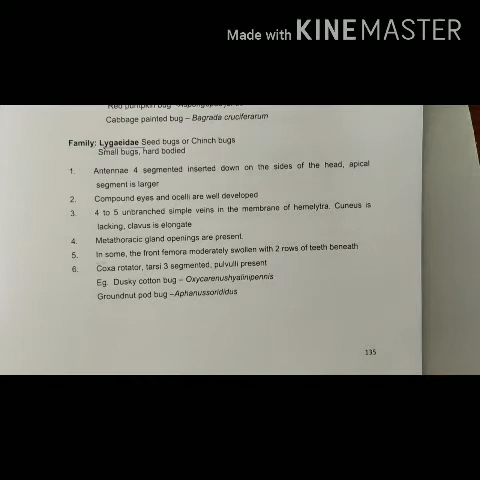 Made with KINEMASTER
Red pumpkin bug
Cabbage painted bug – Bagrada cruciferarum
Family: Lygaeidae Seed bugs or Chinch bugs
Small bugs, hard bodied
1. Antennae 4 segmented inserted down on the sides of the head, apical
segment is larger
2. Compound eyes and ocelli are well developed
3. 4 to 5 unbranched simple veins in the membrane of hemelytra. Cuneus is
lacking, clavus is elongate
4. Metathoracic gland openings are present.
5. In some, the front femora moderately swollen with 2 rows of teeth beneath
6. Coxa rotator, tarsi 3 segmented, pulvulli present
Eg. Dusky cotton bug – Oxycarenushyalinipennis
Groundnut pod bug –Aphanussorididus
135